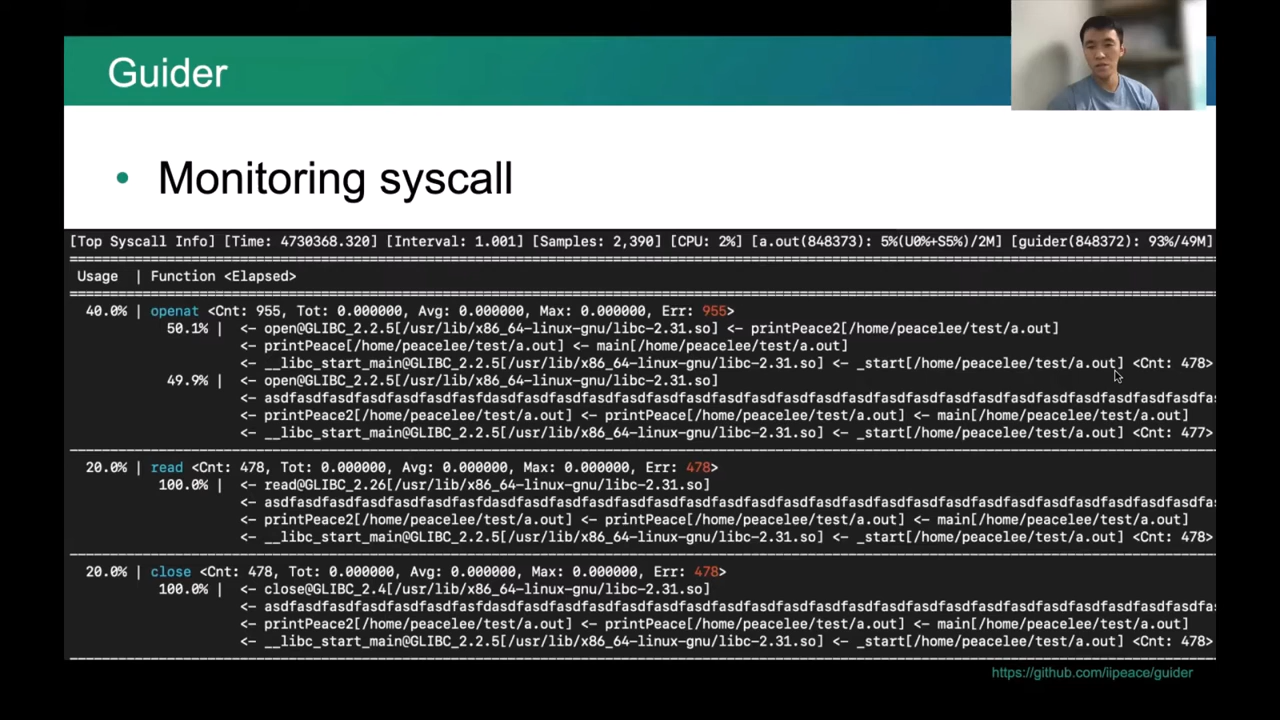 Guider
• Monitoring syscall
[Top Syscall Info] [Time: 4730368.320] [Interval: 1.001] [Samples: 2,390] [CPU: 2%] [a.out(848373): 5%(U0%+S5%)/2M] [guider(848372): 93%/49M]
Usage | Function <Elapsed>
40.0% | openat <Cnt: 955, Tot: 0.000000, Avg: 0.000000, Max: 0.000000, Err: 955>
50.1% | <- open@GLIBC_2.2.5[/usr/lib/x86_64-linux-gnu/libc-2.31.so] <- printPeace2[/home/peacelee/test/a.out]
<- printPeace[/home/peacelee/test/a.out] <- main[/home/peacelee/test/a.out]
<- __libc_start_main@GLIBC_2.2.5[/usr/lib/x86_64-linux-gnu/libc-2.31.so] <- _start[/home/peacelee/test/a.out] <Cnt: 478>
49.9% | <- open@GLIBC_2.2.5[/usr/lib/x86_64-linux-gnu/libc-2.31.so]
<-
<- printPeace2[/home/peacelee/test/a.out] <- printPeace[/home/peacelee/test/a.out] <- main[/home/peacelee/test/a.out]
<- __libc_start_main@GLIBC_2.2.5[/usr/lib/x86_64-linux-gnu/libc-2.31.so] <- _start[/home/peacelee/test/a.out] <Cnt: 477>
20.0% | read <Cnt: 478, Tot: 0.000000, Avg: 0.000000, Max: 0.000000, Err: 478>
100.0% | <- read@GLIBC_2.26[/usr/lib/x86_64-linux-gnu/libc-2.31.so]
<-
<- printPeace2[/home/peacelee/test/a.out] <- printPeace[/home/peacelee/test/a.out] <- main[/home/peacelee/test/a.out]
<- __libc_start_main@GLIBC_2.2.5[/usr/lib/x86_64-linux-gnu/libc-2.31.so] <- _start[/home/peacelee/test/a.out] <Cnt: 478>
20.0% | close <Cnt: 478, Tot: 0.000000, Avg: 0.000000, Max: 0.000000, Err: 478>
100.0% | <- close@GLIBC_2.4[/usr/lib/x86_64-linux-gnu/libc-2.31.so]
<-
<- printPeace2[/home/peacelee/test/a.out] <- printPeace[/home/peacelee/test/a.out] <- main[/home/peacelee/test/a.out]
<- __libc_start_main@GLIBC_2.2.5[/usr/lib/x86_64-linux-gnu/libc-2.31.so] <- _start[/home/peacelee/test/a.out] <Cnt: 478>
https://github.com/iipeace/guider